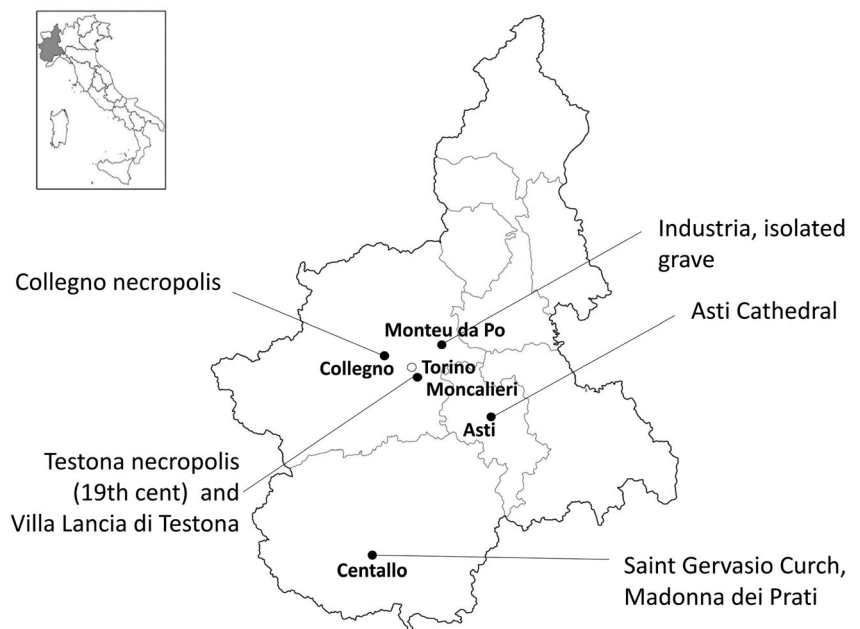 Industria, isolated
grave
Collegno necropolis
Asti Cathedral
Monteu da Po
Collegno
Torino
Moncalieri
Asti
Testona necropolis
(19th cent)  and
Villa Lancia di Testona
Centallo
Saint Gervasio Curch,
Madonna dei Prati